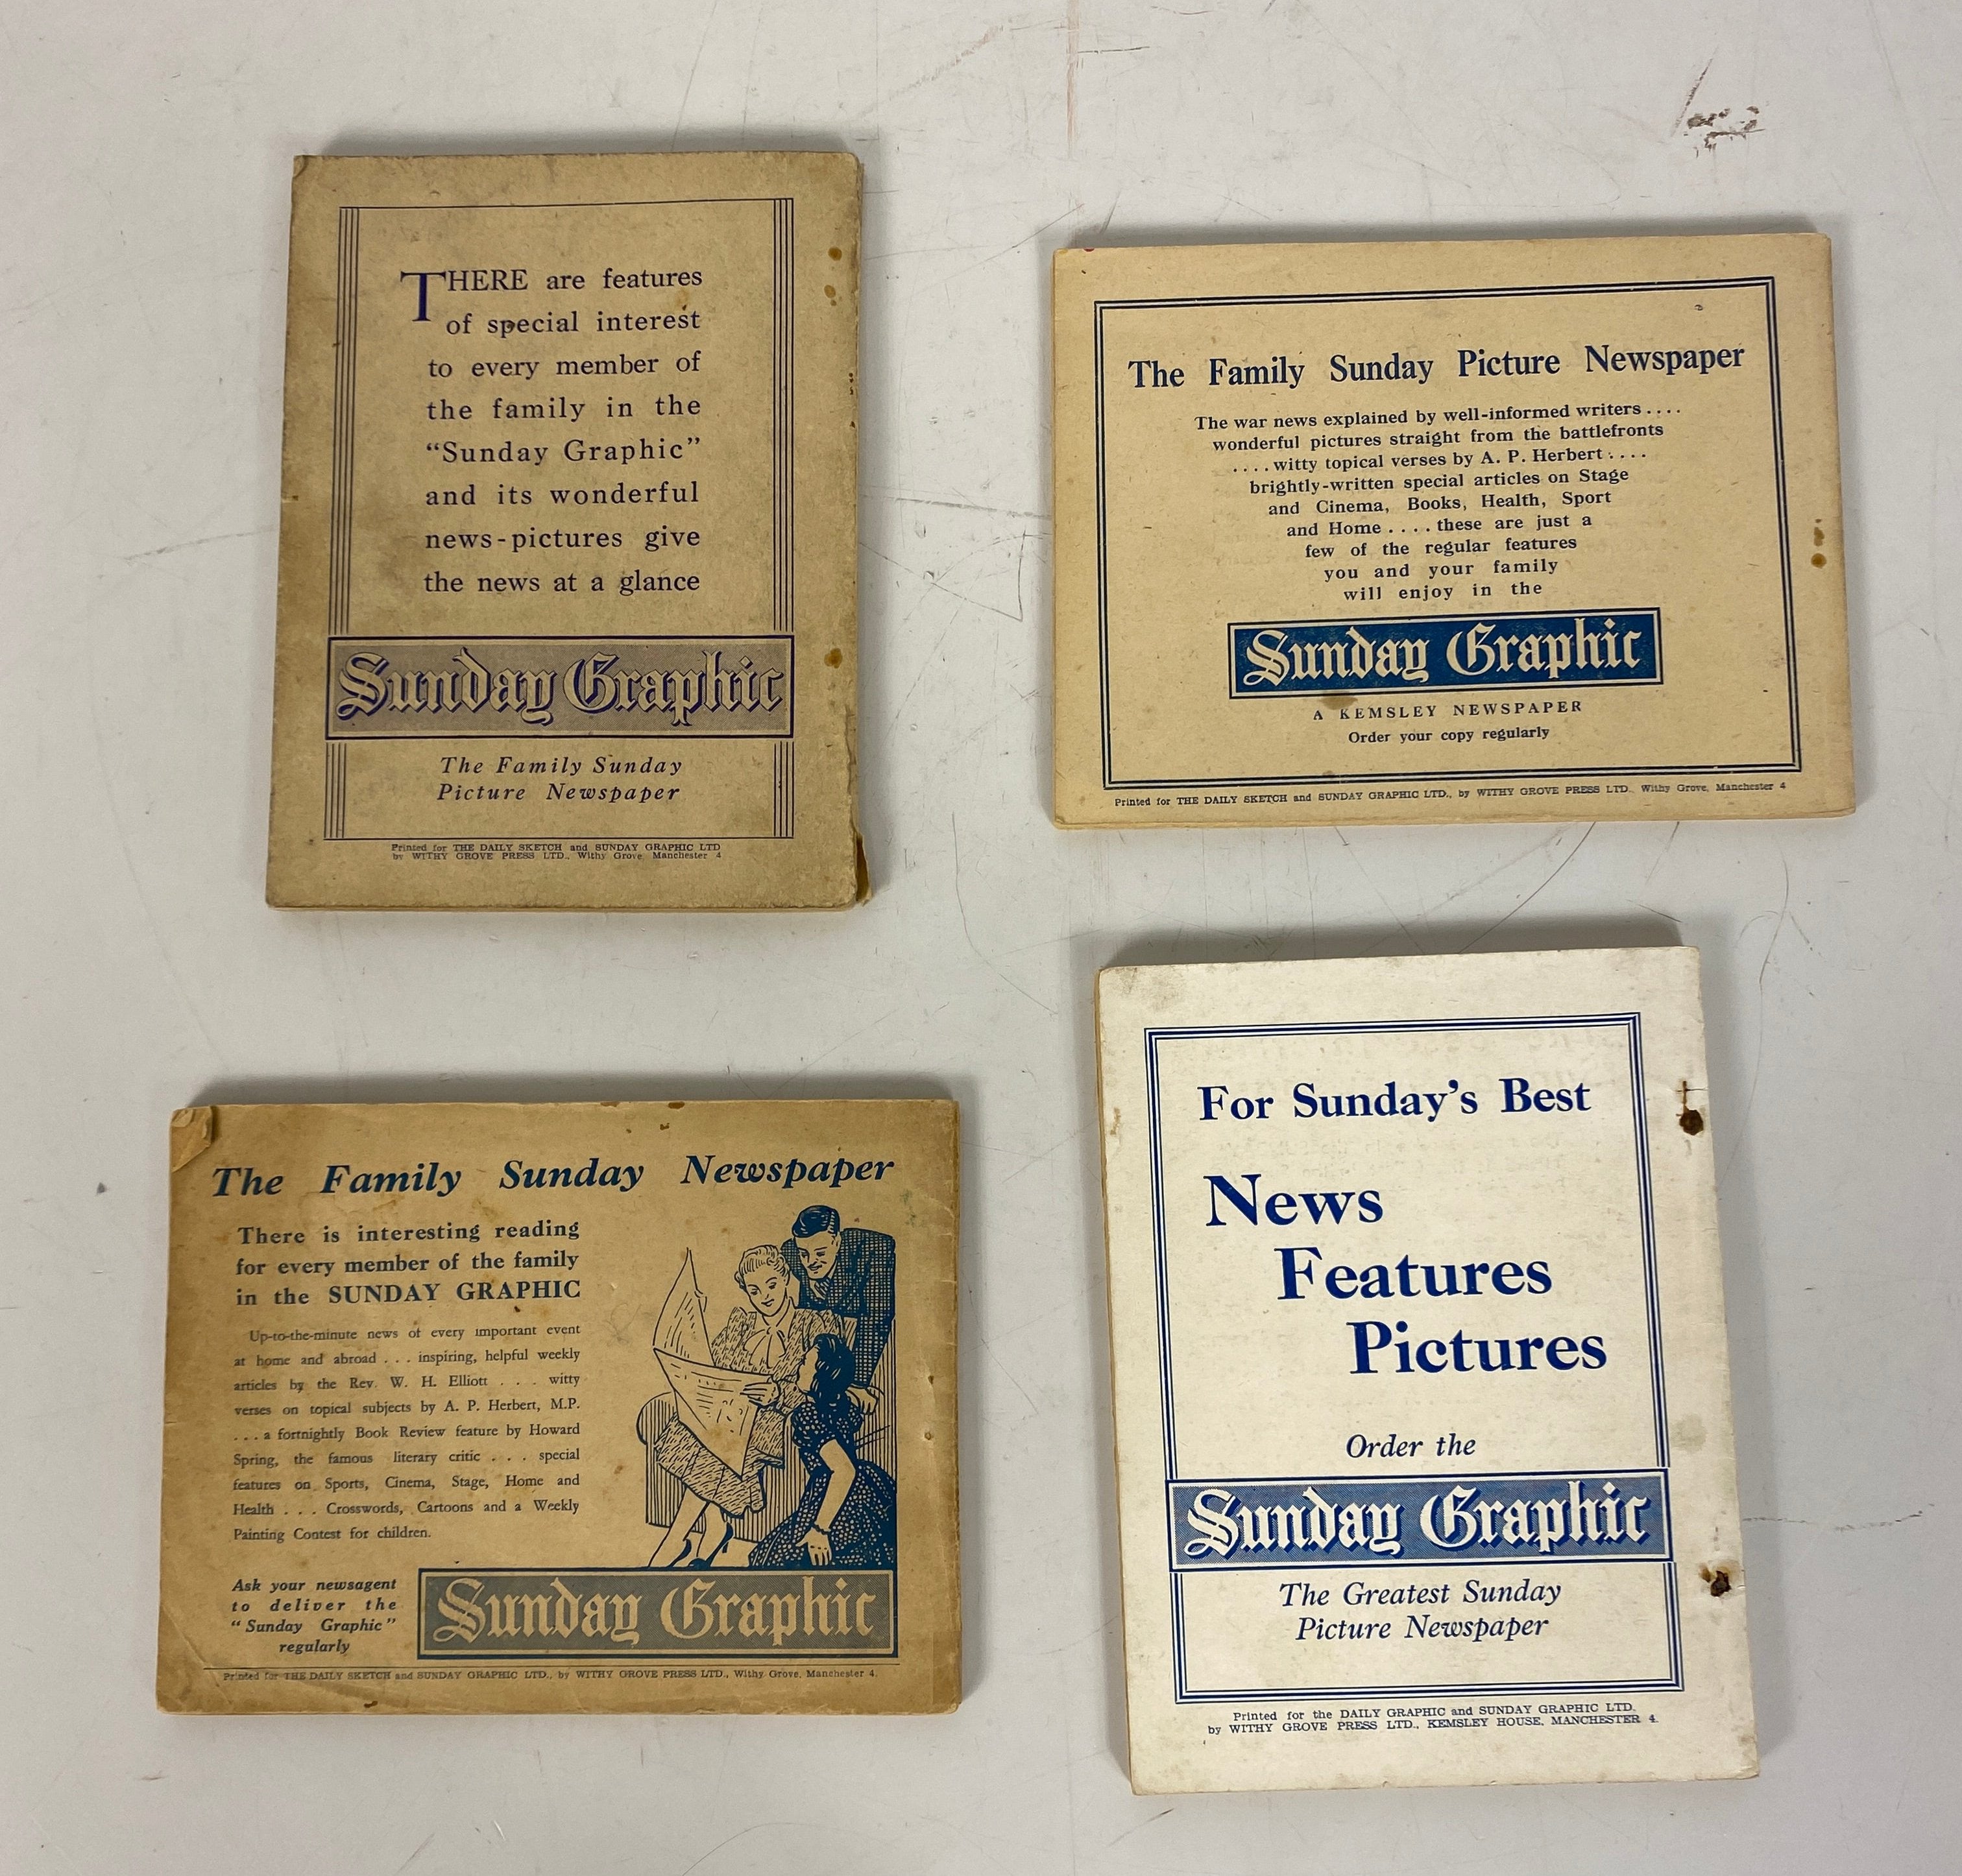 THERE are features
of special interest
to every member of
the family in the
“Sunday Graphic”
and its wonderful
news-pictures give
the news at a glance
Sunday Graphic
The Family Sunday
Picture Newspaper
Printed for THE DAILY SKETCH and SUNDAY GRAPHIC LTD
by WITHY GROVE PRESS LTD., Withy Grove, Manchester 4
The Family Sunday Picture Newspaper
The war news explained by well-informed writers ....
wonderful pictures straight from the battlefronts
.... witty topical verses by A. P. Herbert ....
brightly-written special articles on Stage
and Cinema, Books, Health, Sport
and Home .... these are just a
few of the regular features
you and your family
will enjoy in the
Sunday Graphic
A KEMSLEY NEWSPAPER
Order your copy regularly
Printed for THE DAILY SKETCH and SUNDAY GRAPHIC LTD., by WITHY GROVE PRESS LTD., Withy Grove, Manchester 4
The Family Sunday Newspaper
There is interesting reading
for every member of the family
in the SUNDAY GRAPHIC
Up-to-the-minute news of every important event
at home and abroad . . . inspiring, helpful weekly
articles by the Rev. W. H. Elliott . . . witty
verses on topical subjects by A. P. Herbert, M.P.
. . . a fortnightly Book Review feature by Howard
Spring, the famous literary critic . . . special
features on Sports, Cinema, Stage, Home and
Health . . . Crosswords, Cartoons and a Weekly
Painting Contest for children.
Ask your newsagent
to deliver the
“Sunday Graphic”
regularly
Sunday Graphic
Printed for THE DAILY SKETCH and SUNDAY GRAPHIC LTD., by WITHY GROVE PRESS LTD., Withy Grove, Manchester 4.
For Sunday’s Best
News
Features
Pictures
Order the
Sunday Graphic
The Greatest Sunday
Picture Newspaper
Printed for the DAILY GRAPHIC and SUNDAY GRAPHIC LTD.
by WITHY GROVE PRESS LTD., KEMSLEY HOUSE, MANCHESTER 4.